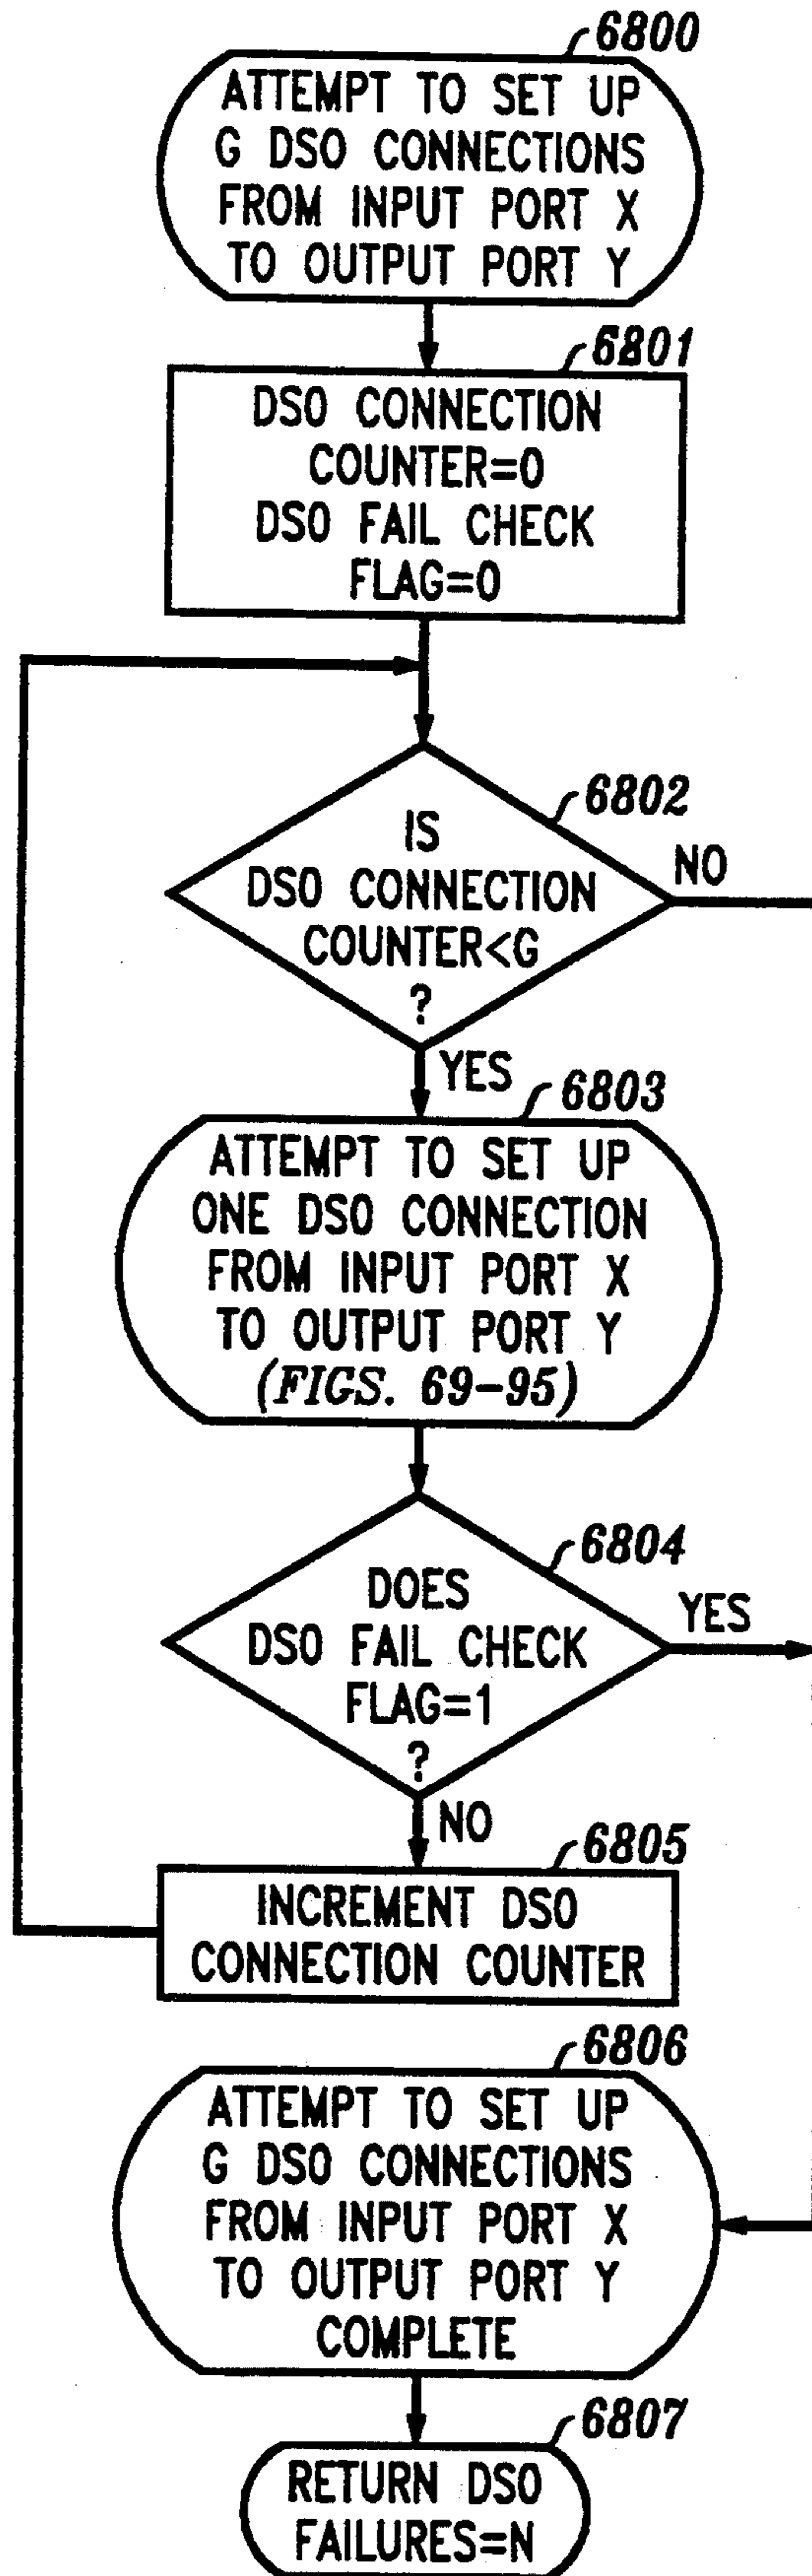 6800
ATTEMPT TO SET UP
G DSO CONNECTIONS
FROM INPUT PORT X
TO OUTPUT PORT Y
6801
DSO CONNECTION
COUNTER=0
DSO FAIL CHECK
FLAG=0
6802
IS
DSO CONNECTION
COUNTER<G
?
NO
YES
6803
ATTEMPT TO SET UP
ONE DSO CONNECTION
FROM INPUT PORT X
TO OUTPUT PORT Y
(FIGS. 69-95)
6804
DOES
DSO FAIL CHECK
FLAG=1
?
YES
NO
6805
INCREMENT DSO
CONNECTION COUNTER
6806
ATTEMPT TO SET UP
G DSO CONNECTIONS
FROM INPUT PORT X
TO OUTPUT PORT Y
COMPLETE
6807
RETURN DSO
FAILURES=N